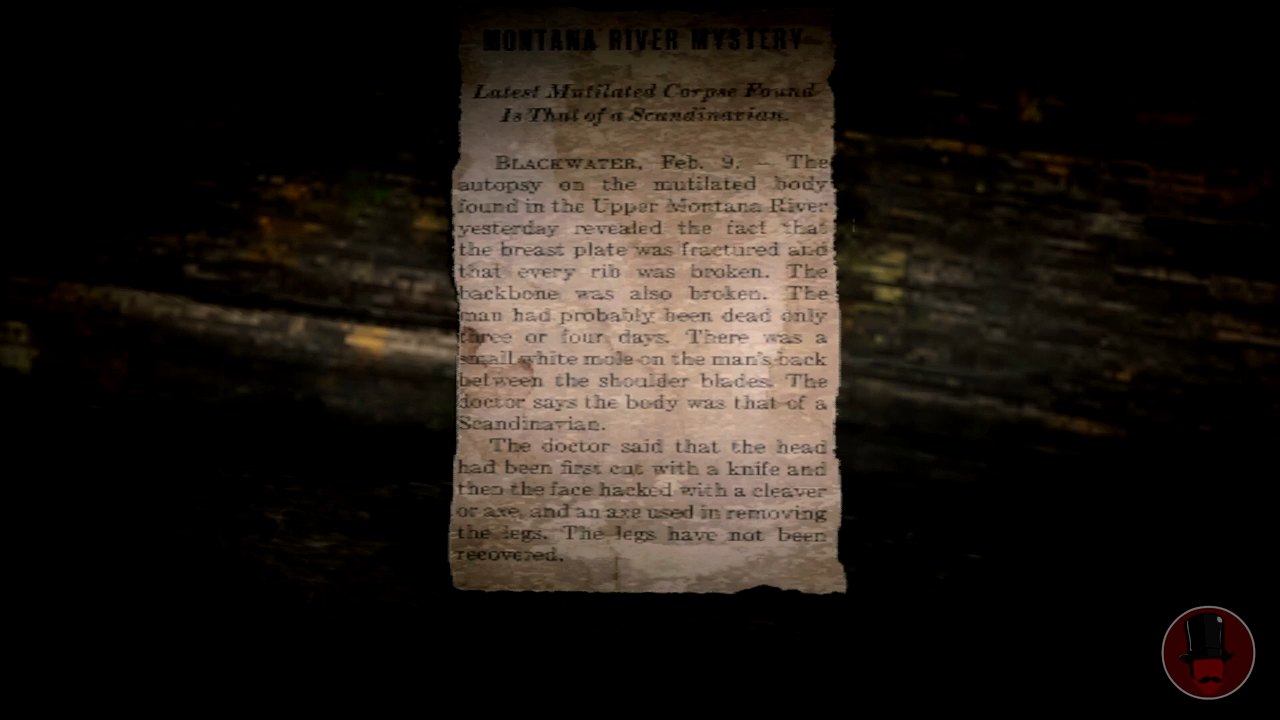 MONTANA RIVER MYSTERY
Latest Mutilated Corpse Found
Is That of a Scandinavian.
BLACKWATER, Feb. 9. – The
autopsy on the mutilated body
found in the Upper Montana River
yesterday revealed the fact that
the breast plate was fractured and
that every rib was broken. The
backbone was also broken. The
man had probably been dead only
three or four days. There was a
small white mole on the man's back
between the shoulder blades. The
doctor says the body was that of a
Scandinavian.
The doctor said that the head
had been first cut with a knife and
then the face hacked with a cleaver
or axe, and an axe used in removing
the legs. The legs have not been
recovered.